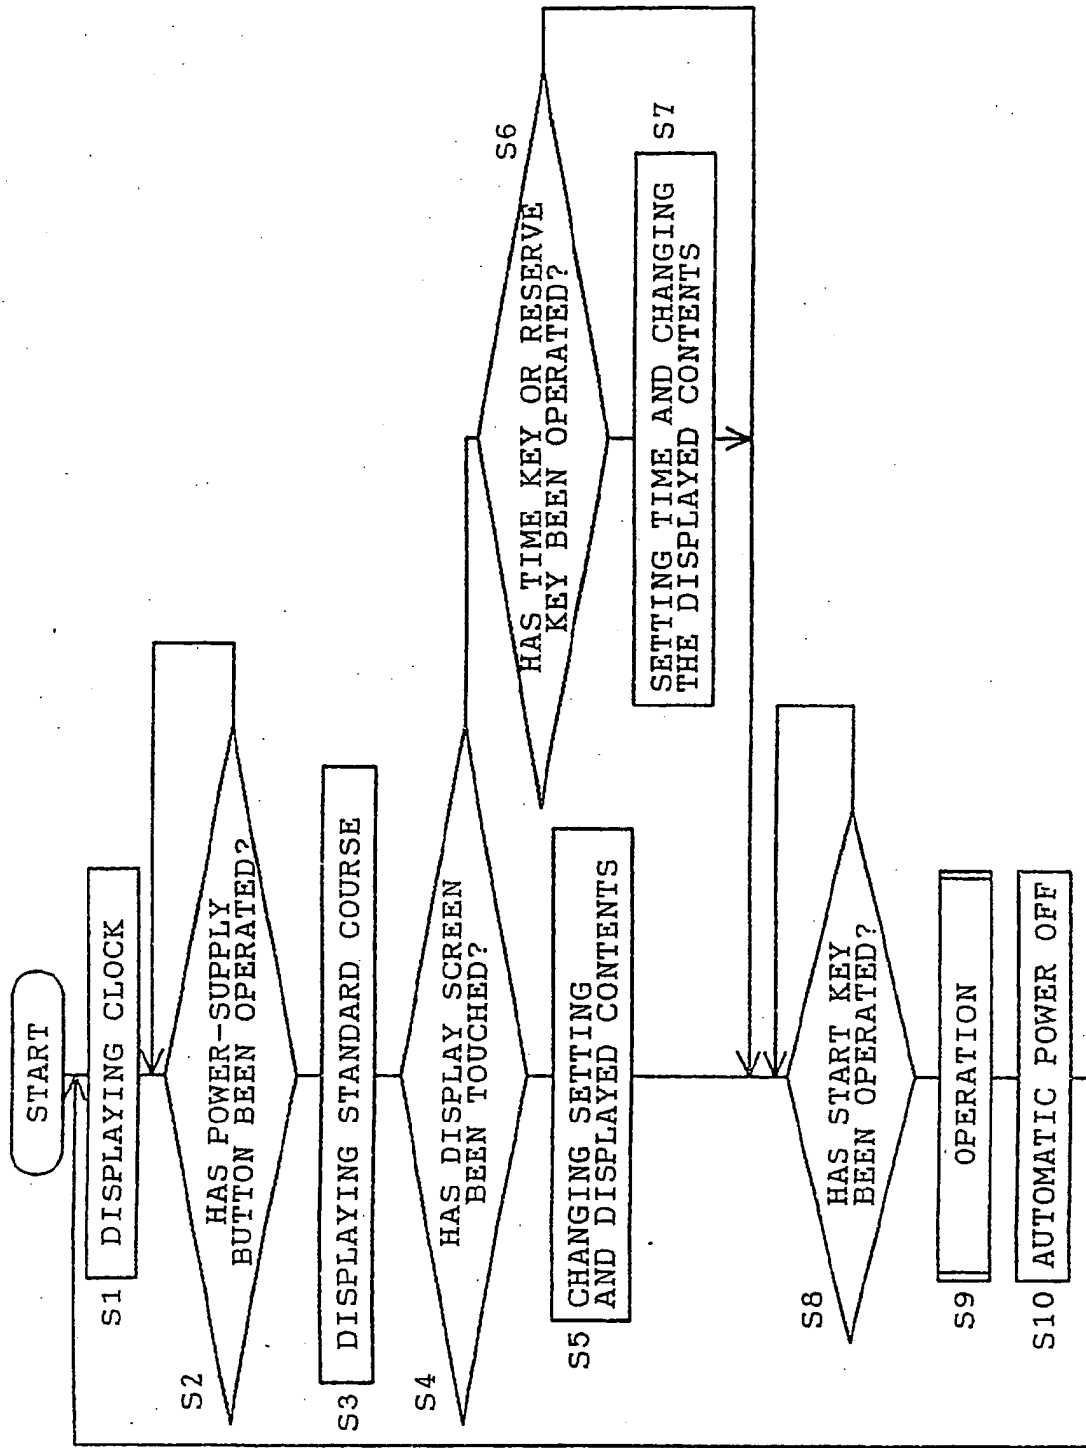 START
S1
DISPLAYING CLOCK
S2
HAS POWER-SUPPLY
BUTTON BEEN OPERATED?
S3
DISPLAYING STANDARD COURSE
S4
HAS DISPLAY SCREEN
BEEN TOUCHED?
S5
CHANGING SETTING
AND DISPLAYED CONTENTS
S6
HAS TIME KEY OR RESERVE
KEY BEEN OPERATED?
S7
SETTING TIME AND CHANGING
THE DISPLAYED CONTENTS
S8
HAS START KEY
BEEN OPERATED?
S9
OPERATION
S10
AUTOMATIC POWER OFF